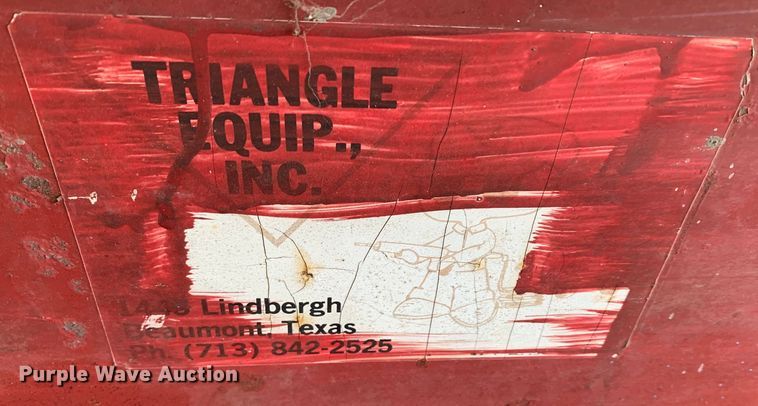 TRIANGLE
EQUIP.,
INC.
Lindbergh
Beaumont, Texas
Ph. (713) 842-2525
Purple Wave Auction